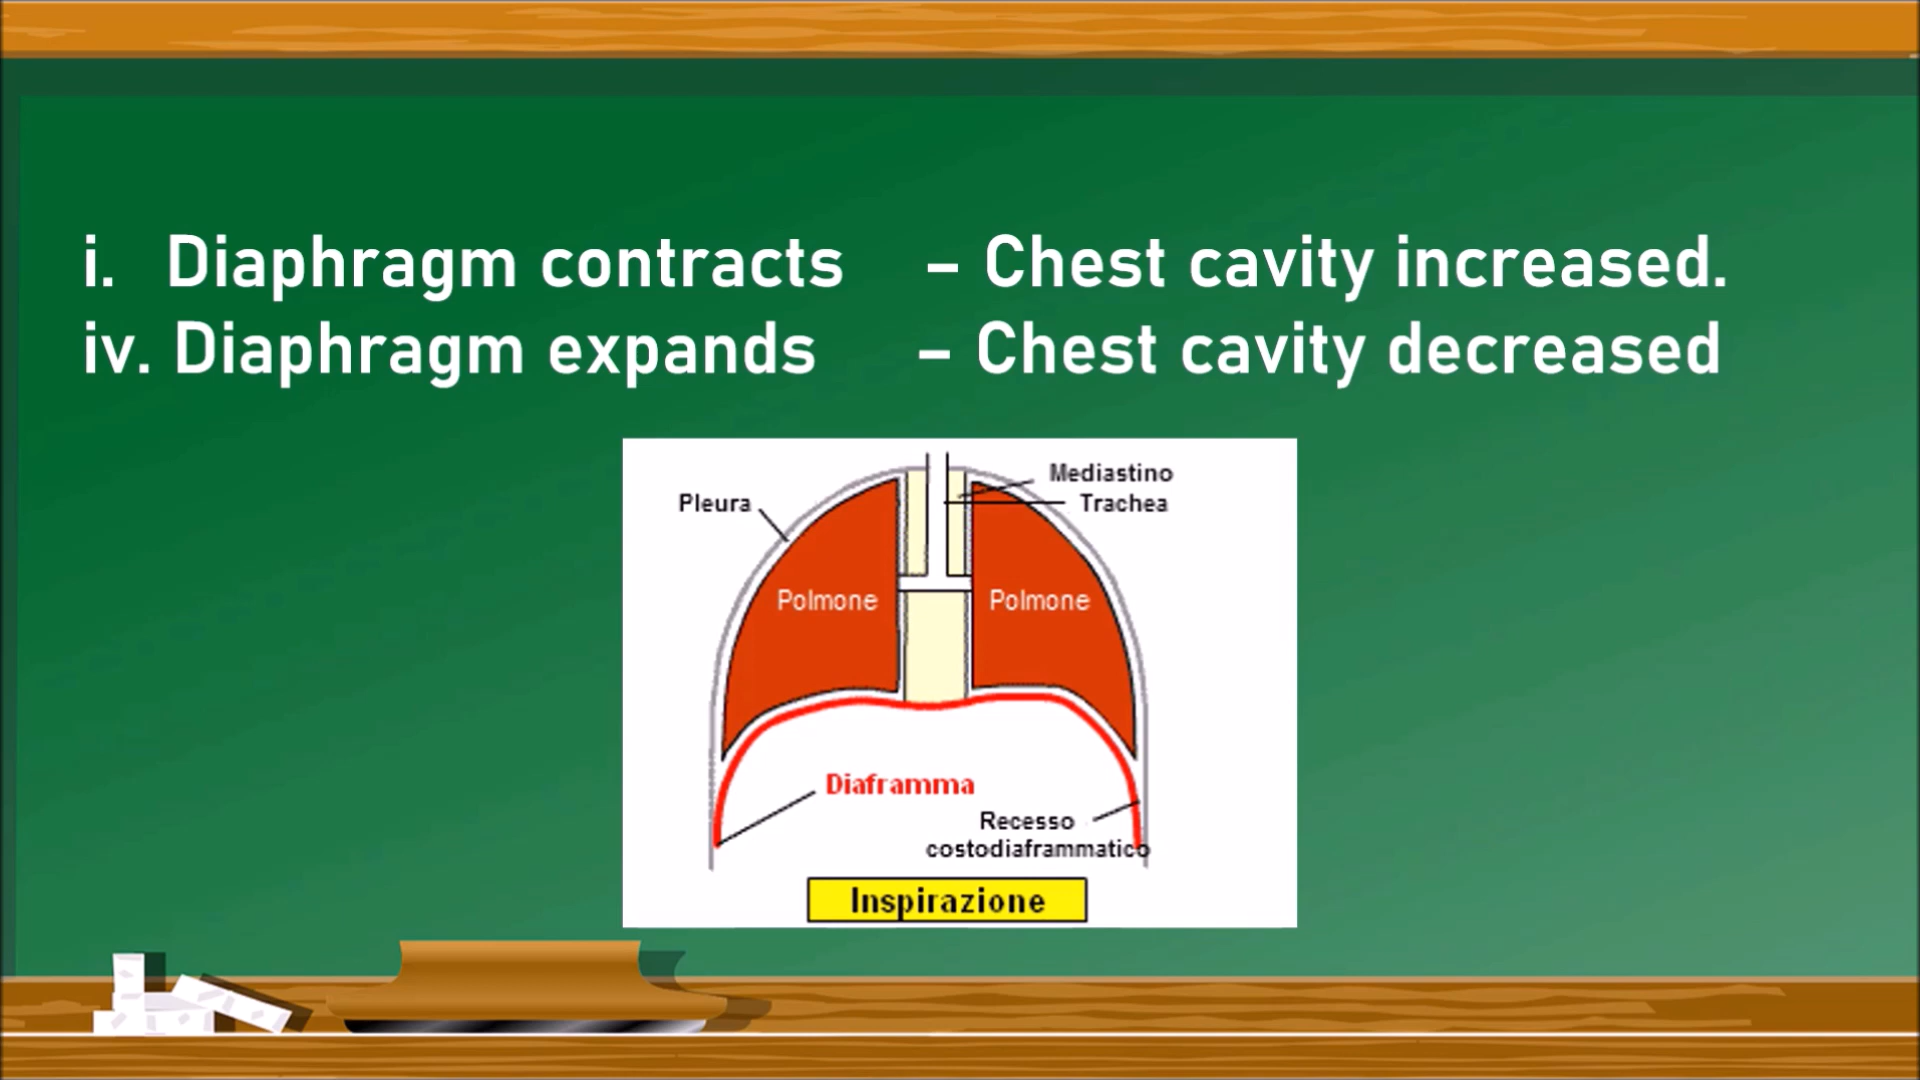 i. Diaphragm contracts – Chest cavity increased.
iv. Diaphragm expands – Chest cavity decreased
Mediastino
Pleura
Trachea
Polmone
Polmone
Diaframma
Recesso
costodiaframmatico
Inspirazione